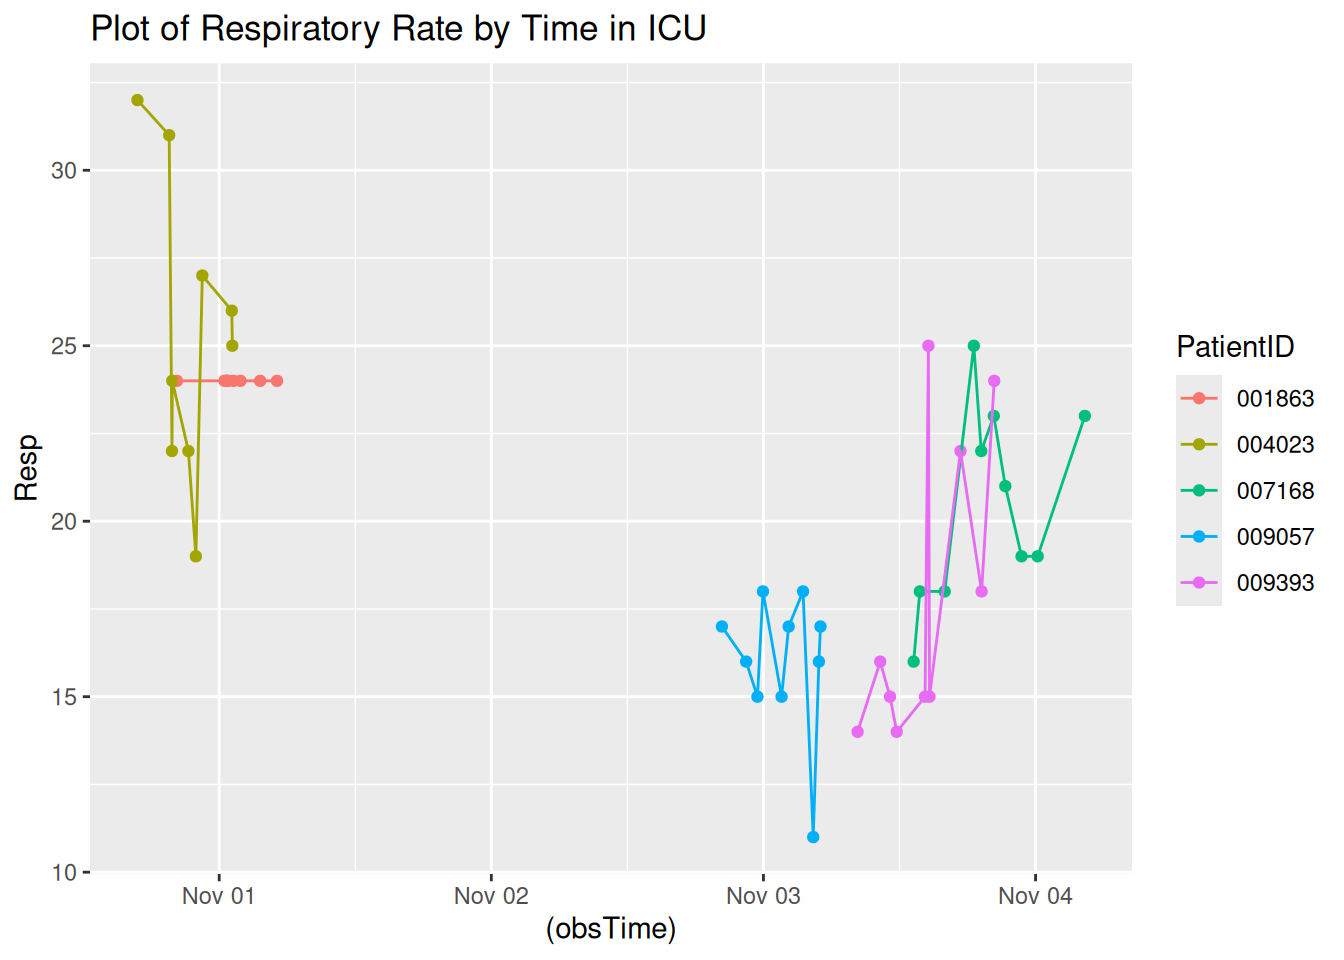 Plot of Respiratory Rate by Time in ICU
30
25
20
15
10
Resp
Nov 01
Nov 02
Nov 03
Nov 04
(obsTime)
PatientID
001863
004023
007168
009057
009393